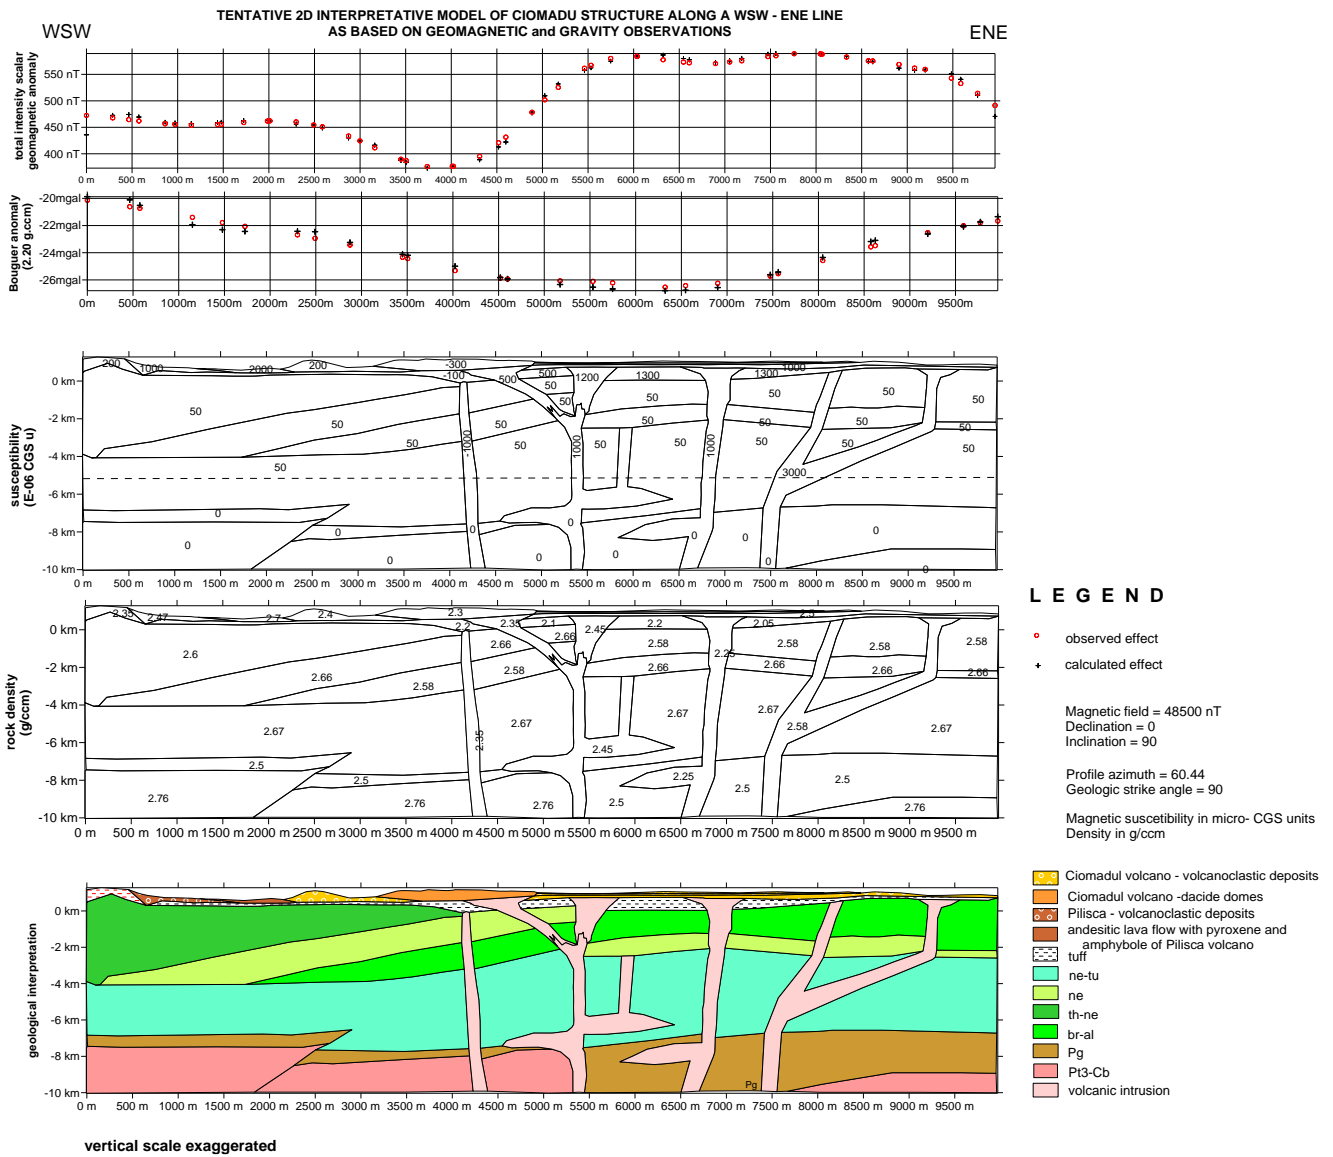 TENTATIVE 2D INTERPRETATIVE MODEL OF CIOMADU STRUCTURE ALONG A WSW - ENE LINE
AS BASED ON GEOMAGNETIC and GRAVITY OBSERVATIONS
WSW
ENE
total intensity scalar
geomagnetic anomaly
550 nT
500 nT
450 nT
400 nT
0 m 500 m 1000 m 1500 m 2000 m 2500 m 3000 m 3500 m 4000 m 4500 m 5000 m 5500 m 6000 m 6500 m 7000 m 7500 m 8000 m 8500 m 9000 m 9500 m
Bouguer anomaly
(2.20 g.ccm)
-20mgal
-22mgal
-24mgal
-26mgal
0m 500m 1000m 1500m 2000m 2500m 3000m 3500m 4000m 4500m 5000m 5500m 6000m 6500m 7000m 7500m 8000m 8500m 9000m 9500m
susceptibility
(E-06 CGS u)
0 km
-2 km
-4 km
-6 km
-8 km
-10 km
200 1000 2000 200 -300 -100 500 500 1200 1300 1300 1000
50 50 50 50 50
50 50 50 50
50 50 50 50 50 50 50 50 50
-1000 1000 1000 3000
0 0 0 0 0 0 0
0 0 0 0 0
0 m 500 m 1000 m 1500 m 2000 m 2500 m 3000 m 3500 m 4000 m 4500 m 5000 m 5500 m 6000 m 6500 m 7000 m 7500 m 8000 m 8500 m 9000 m 9500 m
rock density
(g/ccm)
0 km
-2 km
-4 km
-6 km
-8 km
-10 km
2.35 2.47 2.7 2.4 2.3 2.2 2.35 2.1 2.45 2.2 2.05 2.3
2.6 2.66 2.66 2.58 2.25 2.58 2.58 2.58
2.66 2.58 2.58 2.66 2.66 2.66 2.66
2.67 2.35 2.67 2.45 2.67 2.67 2.58 2.67
2.5 2.5 2.25 2.5 2.5
2.76 2.76 2.76 2.5 2.76
0 m 500 m 1000 m 1500 m 2000 m 2500 m 3000 m 3500 m 4000 m 4500 m 5000 m 5500 m 6000 m 6500 m 7000 m 7500 m 8000 m 8500 m 9000 m 9500 m
geological interpretation
0 km
-2 km
-4 km
-6 km
-8 km
-10 km
Pg
0 m 500 m 1000 m 1500 m 2000 m 2500 m 3000 m 3500 m 4000 m 4500 m 5000 m 5500 m 6000 m 6500 m 7000 m 7500 m 8000 m 8500 m 9000 m 9500 m
vertical scale exaggerated
L E G E N D
observed effect
calculated effect
Magnetic field = 48500 nT
Declination = 0
Inclination = 90
Profile azimuth = 60.44
Geologic strike angle = 90
Magnetic suscetibility in micro- CGS units
Density in g/ccm
Ciomadul volcano - volcanoclastic deposits
Ciomadul volcano -dacide domes
Pilisca - volcanoclastic deposits
andesitic lava flow with pyroxene and
amphybole of Pilisca volcano
tuff
ne-tu
ne
th-ne
br-al
Pg
Pt3-Cb
volcanic intrusion